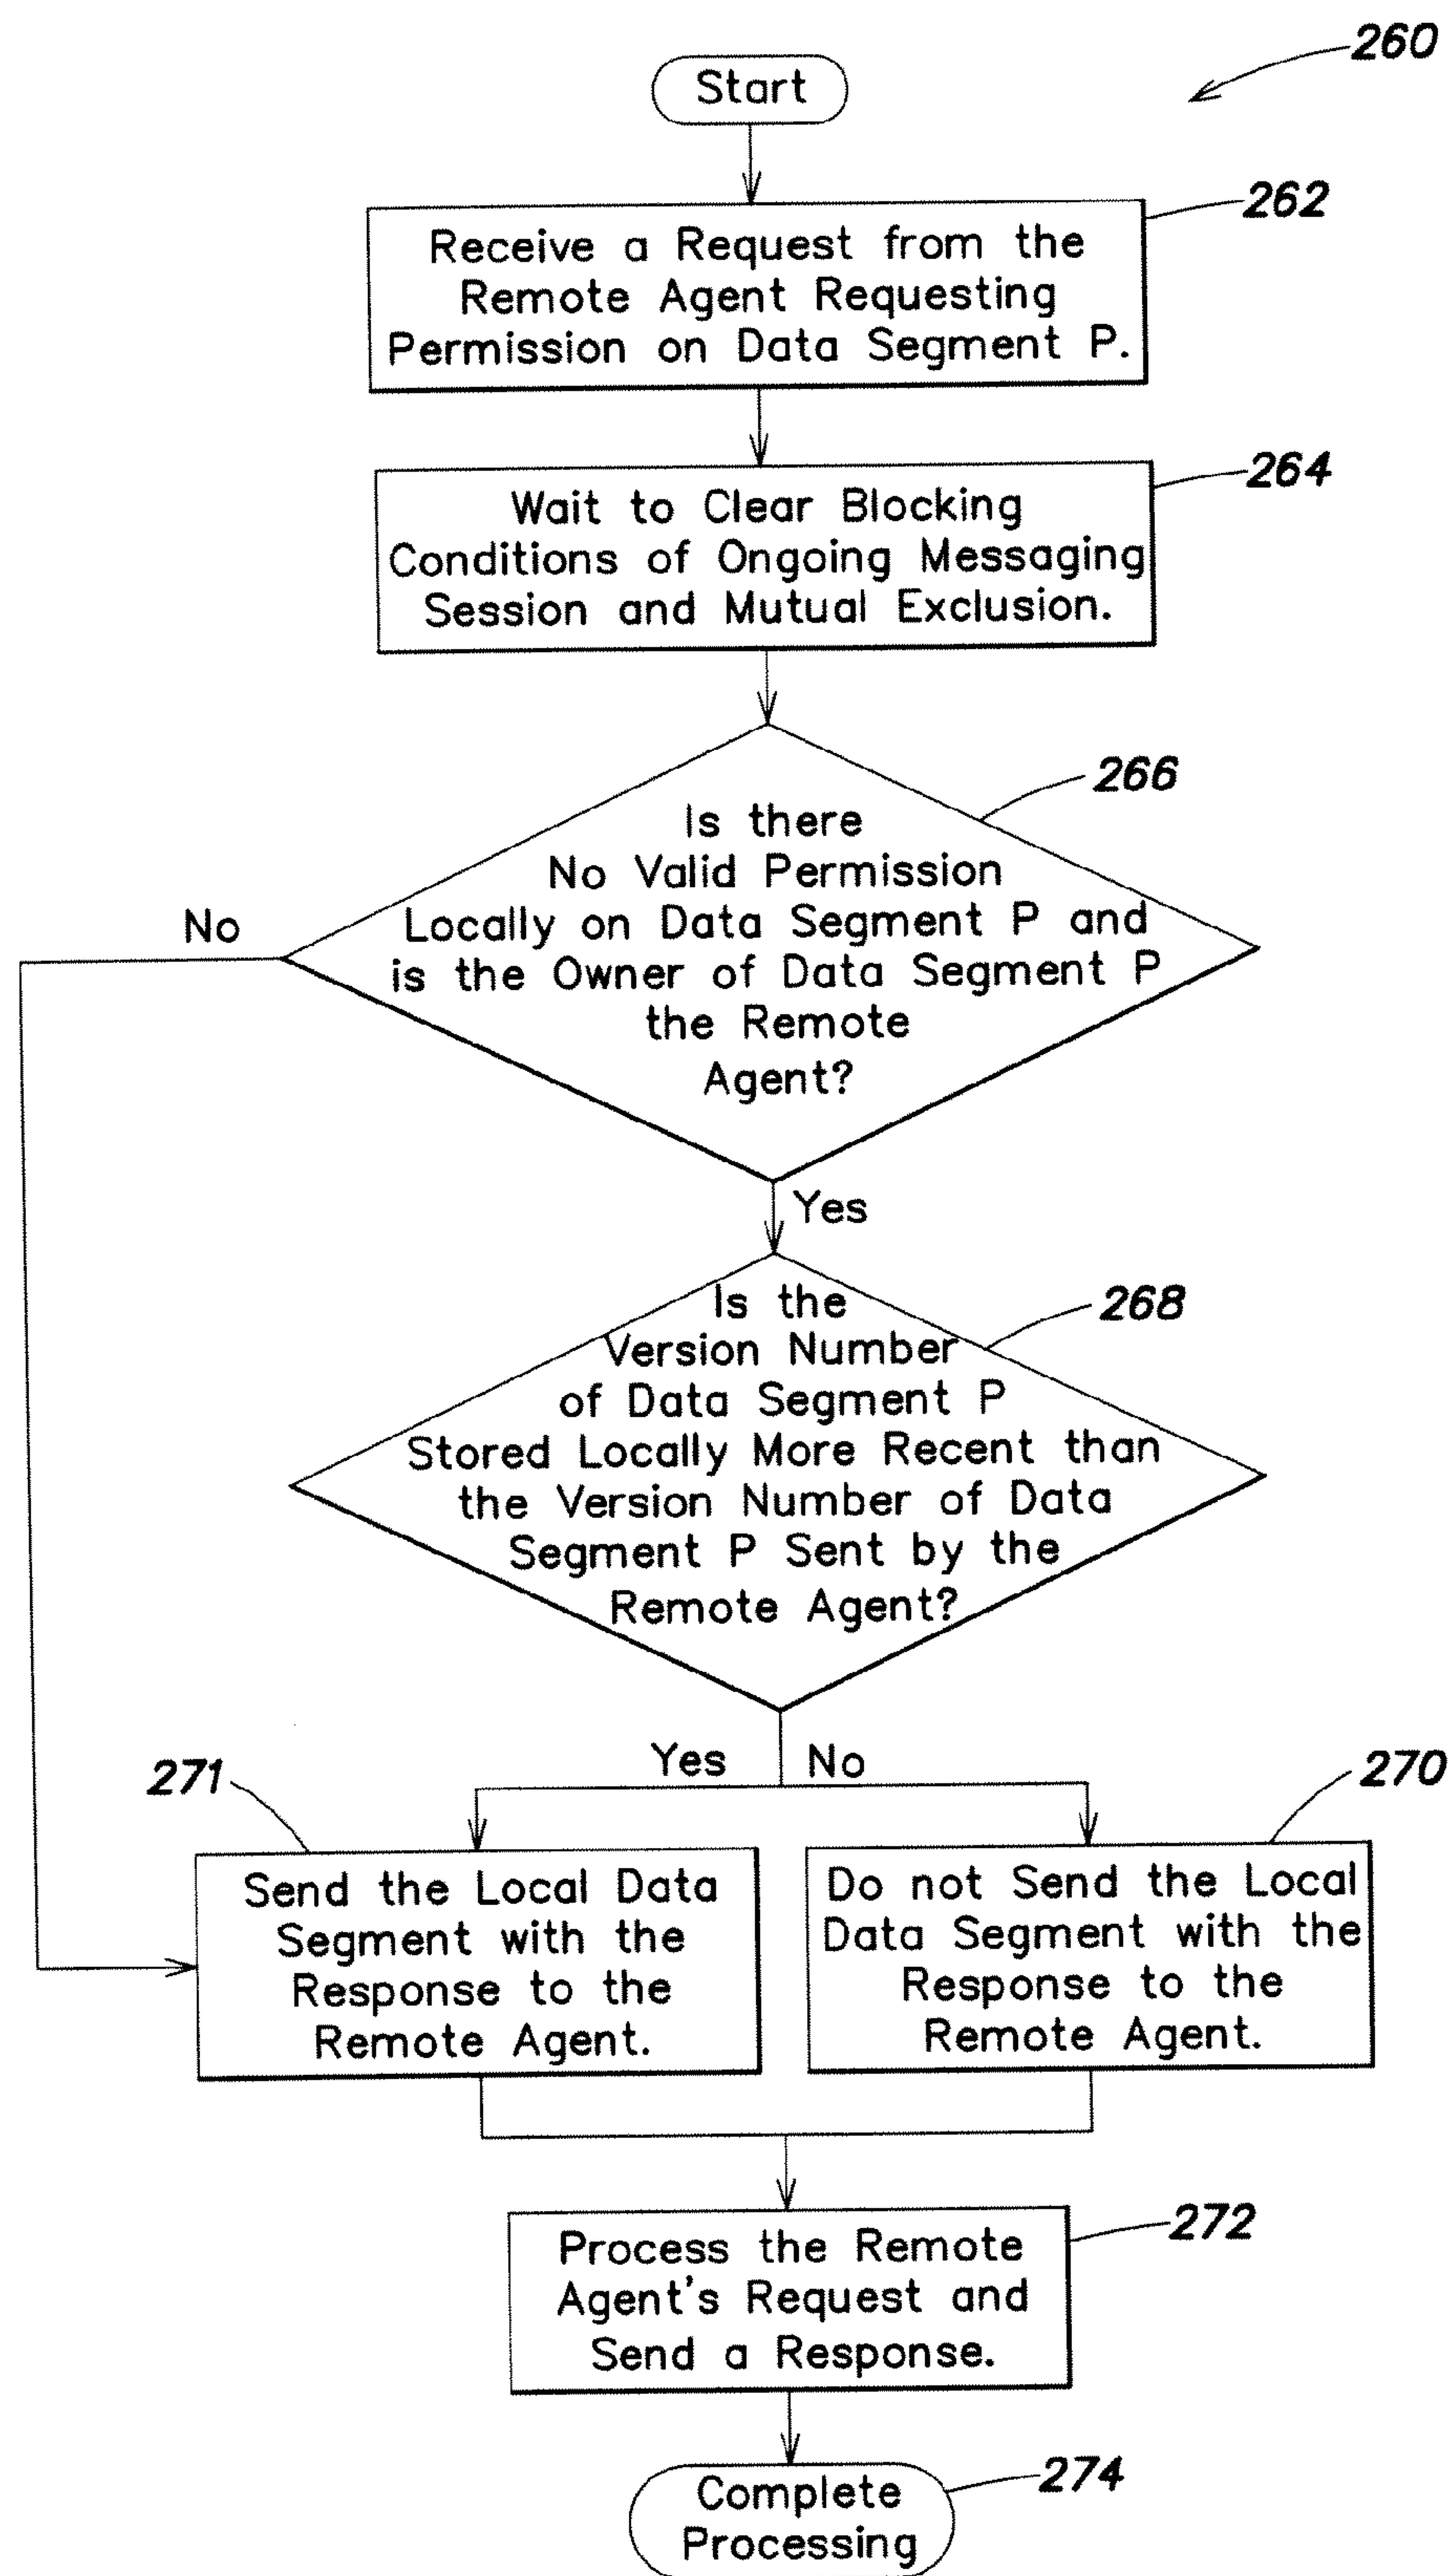 260
Start
262
Receive a Request from the
Remote Agent Requesting
Permission on Data Segment P.
264
Wait to Clear Blocking
Conditions of Ongoing Messaging
Session and Mutual Exclusion.
266
Is there
No Valid Permission
Locally on Data Segment P and
is the Owner of Data Segment P
the Remote
Agent?
No
Yes
268
Is the
Version Number
of Data Segment P
Stored Locally More Recent than
the Version Number of Data
Segment P Sent by the
Remote Agent?
Yes
No
271
270
Send the Local Data
Segment with the
Response to the
Remote Agent.
Do not Send the Local
Data Segment with the
Response to the
Remote Agent.
272
Process the Remote
Agent's Request and
Send a Response.
274
Complete
Processing